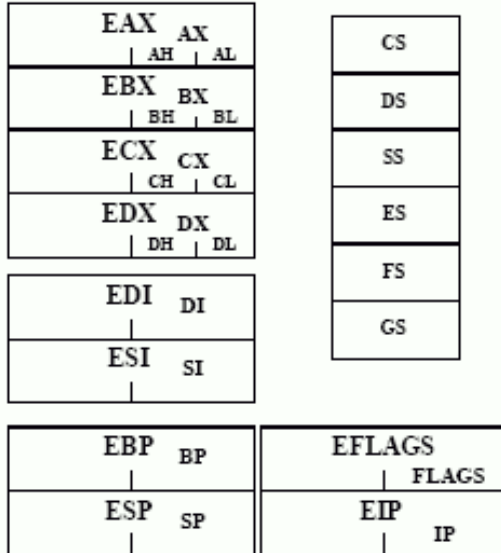 EAX AX
AH AL
EBX BX
BH BL
ECX CX
CH CL
EDX DX
DH DL
EDI DI
ESI SI
EBP BP
ESP SP
CS
DS
SS
ES
FS
GS
EFLAGS
FLAGS
EIP
IP